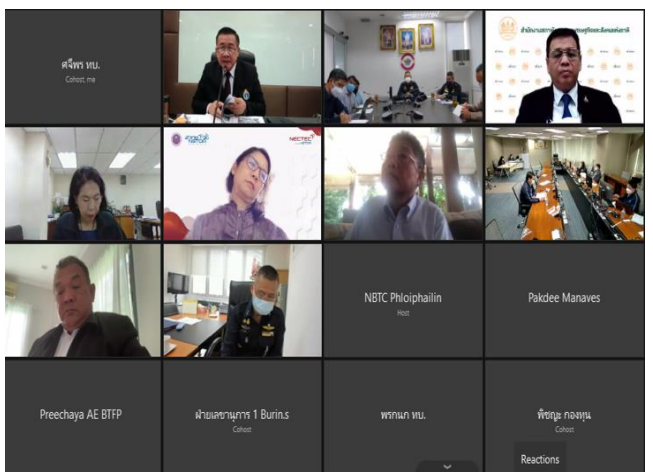 ศจีพร ทบ.
Cohost, me
NSTDA
NECTEC
NBTC Phloiphailin
Host
Pakdee Manaves
Preechaya AE BTFP
ฝ่ายเลขานุการ 1 Burin.s
Cohost
พรกนก ทบ.
พิชญะ กองทุน
Cohost
Reactions